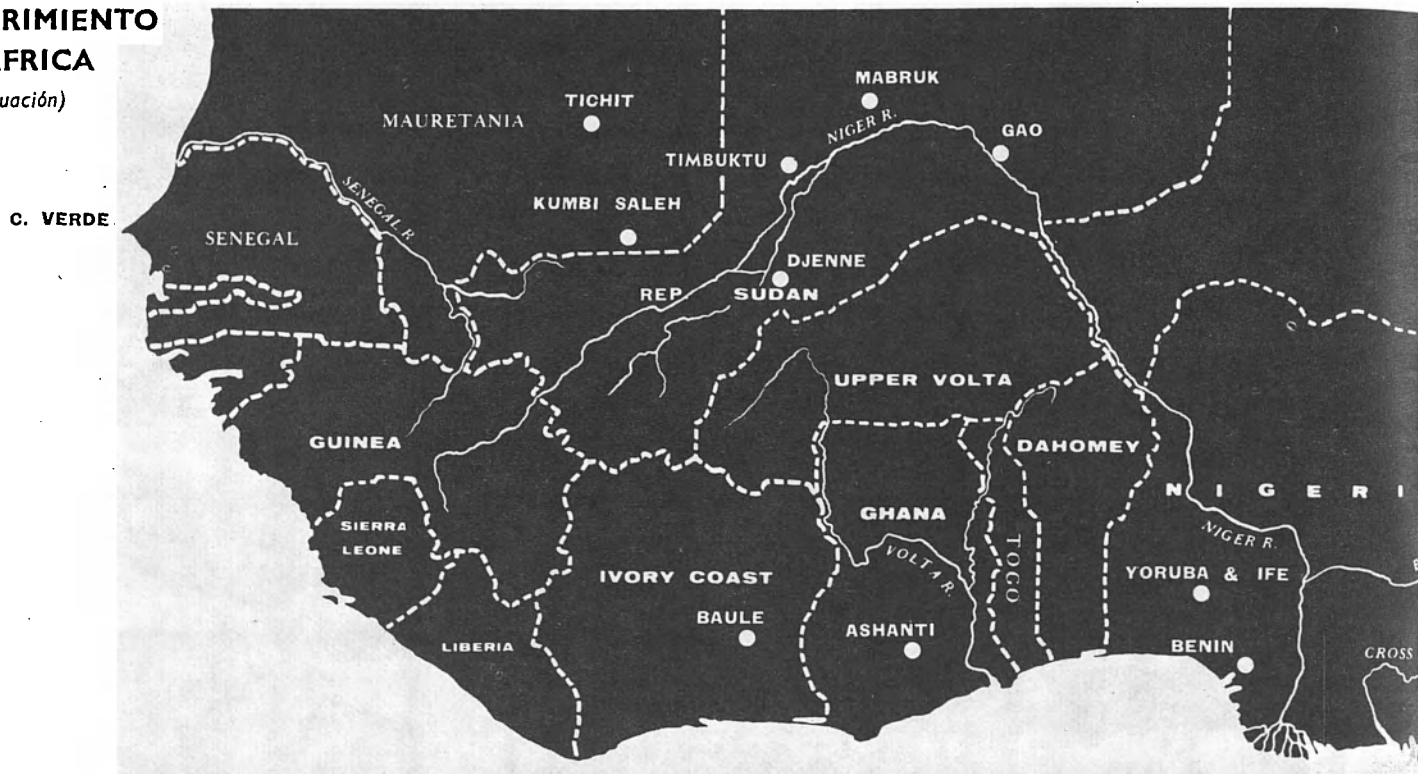 RIMIENTO
FRICA
uación)
MABRUK
TICHIT
MAURETANIA
NIGER R.
GAO
TIMBUKTU
SENEGAL R.
KUMBI SALEH
C. VERDE
SENEGAL
DJENNE
REP. SUDAN
UPPER VOLTA
GUINEA
DAHOMEY
NIGERI
GHANA
SIERRA
LEONE
NIGER R.
VOLTA R.
TOGO
IVORY COAST
YORUBA & IFE
BAULE
ASHANTI
LIBERIA
BENIN
CROSS